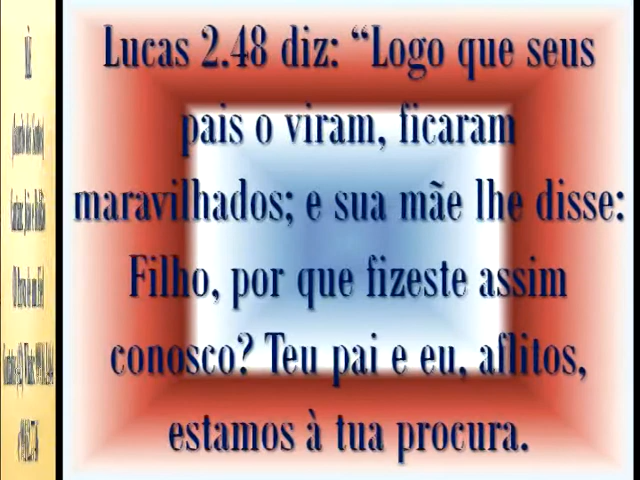 Lucas 2.48 diz: “Logo que seus
pais o viram, ficaram
maravilhados; e sua mãe lhe disse:
Filho, por que fizeste assim
conosco? Teu pai e eu, aflitos,
estamos à tua procura.